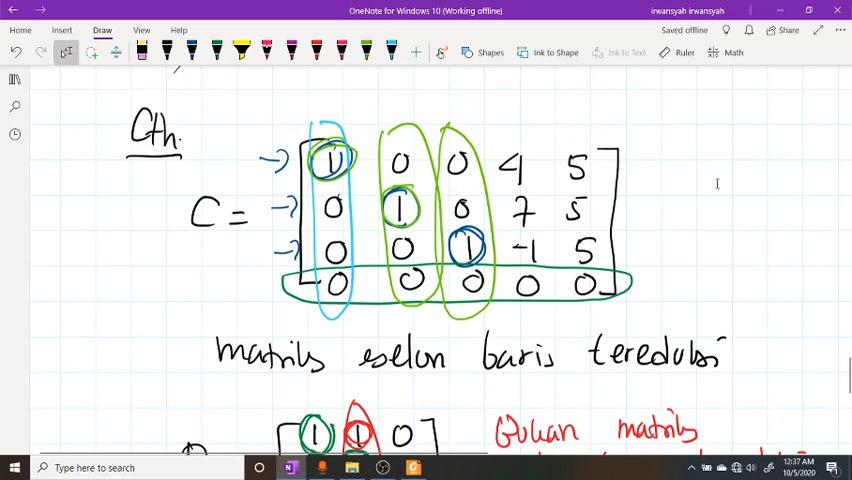 OneNote for Windows 10 (Working offline)
irwansyah irwansyah
Home Insert Draw View Help
Saved offline Share
Shapes Ink to Shape Ink to Text Ruler Math
Cth.
1 0 0 4 5
C = 0 1 0 7 5
0 0 1 -1 5
0 0 0 0 0
matriks eselon baris teredulsi
1 1 0
Bukan matriks
Type here to search
12:37 AM
10/5/2020